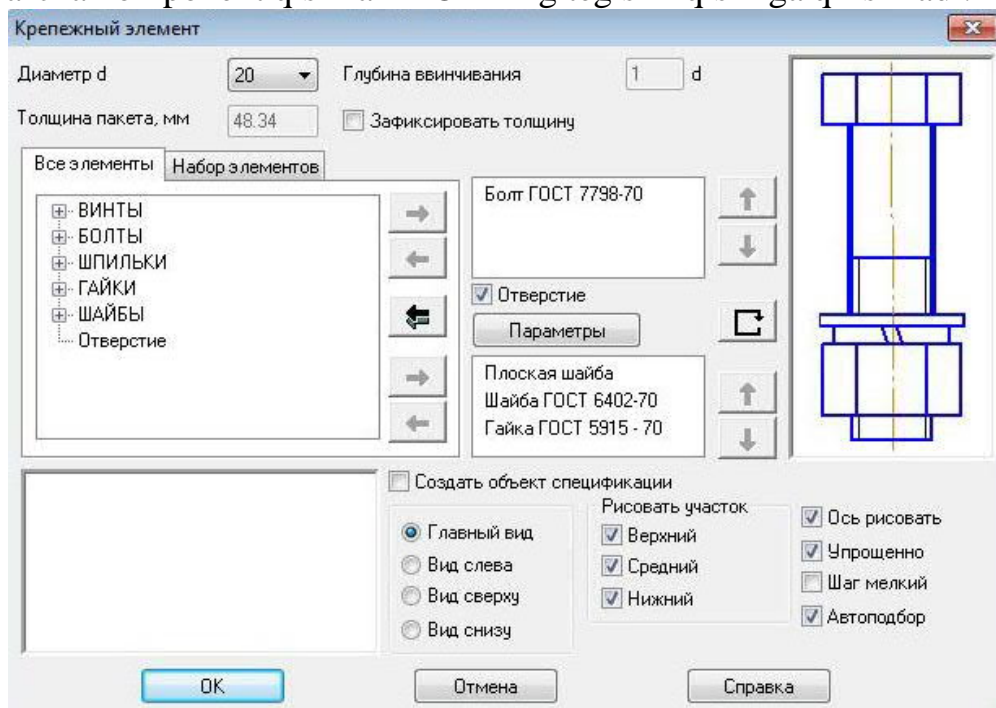 Крепежный элемент
Диаметр d 20 Глубина ввинчивания 1 d
Толщина пакета, мм 48.34 Зафиксировать толщину
Все элементы Набор элементов
ВИНТЫ
БОЛТЫ
ШПИЛЬКИ
ГАЙКИ
ШАЙБЫ
Отверстие
Болт ГОСТ 7798-70
Отверстие
Параметры
Плоская шайба
Шайба ГОСТ 6402-70
Гайка ГОСТ 5915 - 70
Создать объект спецификации
Главный вид
Вид слева
Вид сверху
Вид снизу
Рисовать участок
Верхний
Средний
Нижний
Ось рисовать
Упрощенно
Шаг мелкий
Автоподбор
OK Отмена Справка